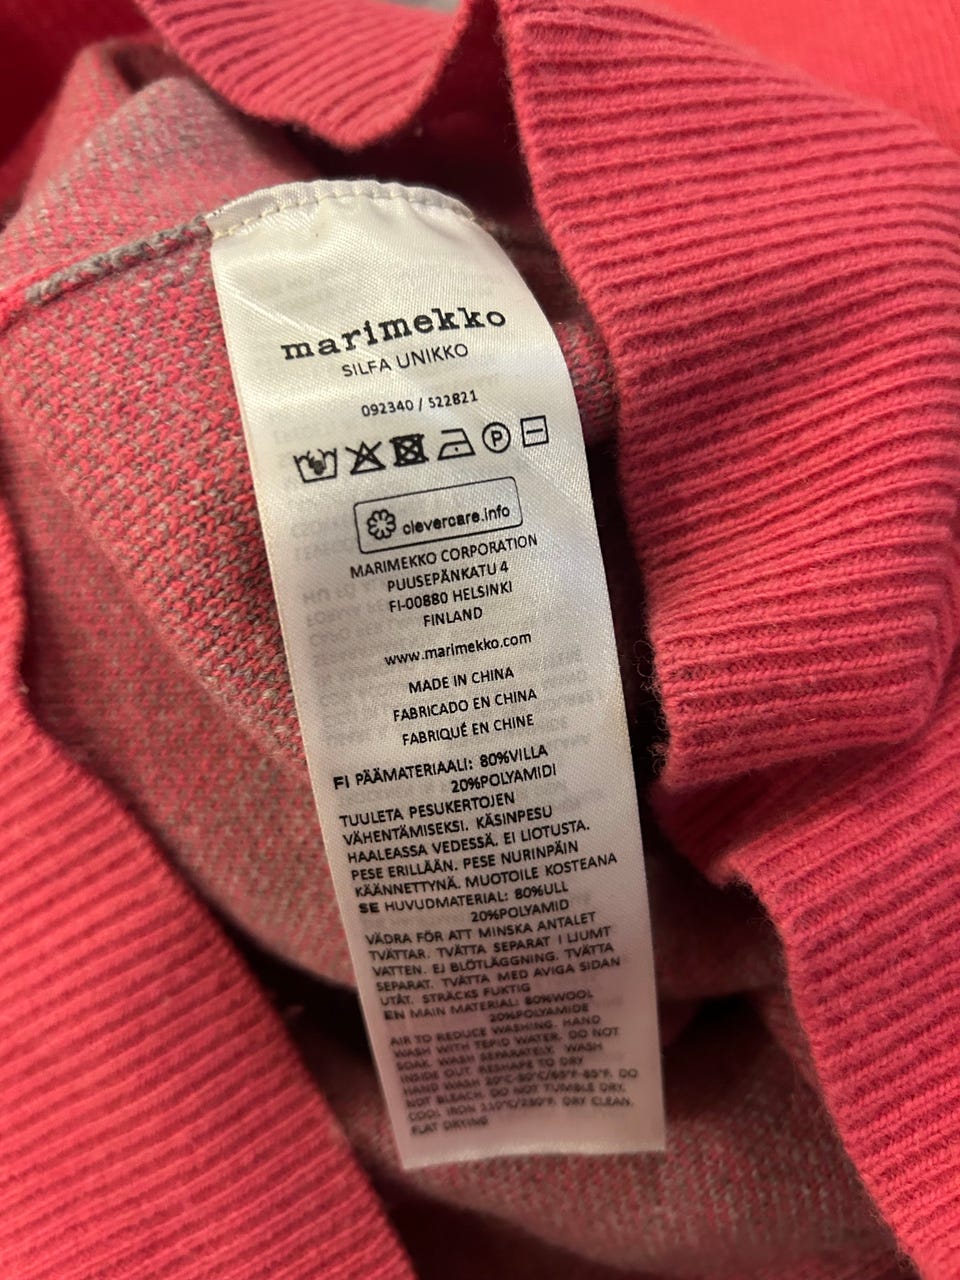 marimekko
SILFA UNIKKO
092340 / 522821
P
clevercare.info
MARIMEKKO CORPORATION
PUUSEPÄNKATU 4
FI-00880 HELSINKI
FINLAND
www.marimekko.com
MADE IN CHINA
FABRICADO EN CHINA
FABRIQUÉ EN CHINE
FI PÄÄMATERIAALI: 80%VILLA
20%POLYAMIDI
TUULETA PESUKERTOJEN
VÄHENTÄMISEKSI. KÄSINPESU
HAALEASSA VEDESSÄ. EI LIOTUSTA.
PESE ERILLÄÄN. PESE NURINPÄIN
KÄÄNNETTYNÄ. MUOTOILE KOSTEANA
SE HUVUDMATERIAL: 80%ULL
20%POLYAMID
VÄDRA FÖR ATT MINSKA ANTALET
TVÄTTAR. TVÄTTA SEPARAT I LJUMT
VATTEN. EJ BLÖTLÄGGNING. TVÄTTA
SEPARAT. TVÄTTA MED AVIGA SIDAN
UTÅT. STRÄCKS FUKTIG
EN MAIN MATERIAL: 80%WOOL
20%POLYAMIDE
AIR TO REDUCE WASHING. HAND
WASH WITH TEPID WATER. DO NOT
SOAK. WASH SEPARATELY. WASH
INSIDE OUT. RESHAPE TO DRY
HAND WASH DO
NOT BLEACH. DO NOT TUMBLE DRY.
COOL IRON DRY CLEAN.
FLAT DRYING